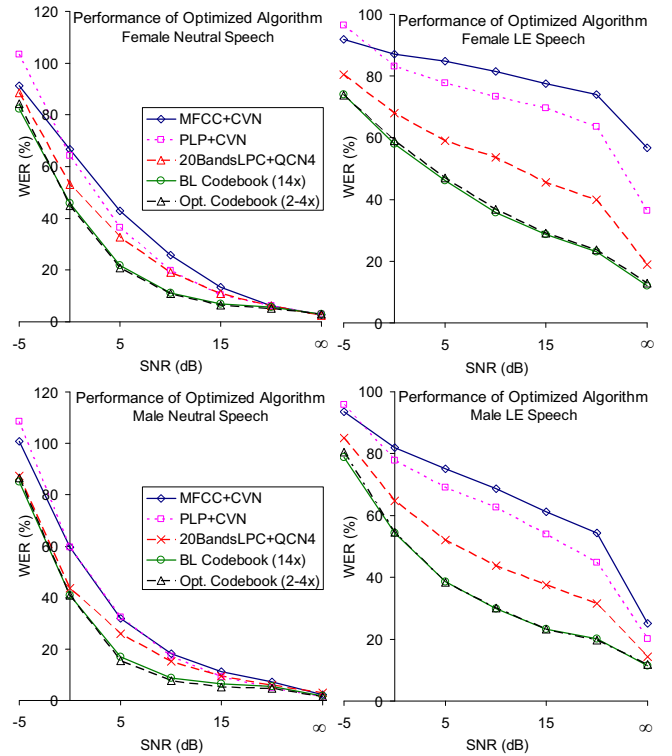 Performance of Optimized Algorithm
Female Neutral Speech
120
100
80
60
40
20
0
WER (%)
MFCC+CVN
PLP+CVN
20BandsLPC+QCN4
BL Codebook (14x)
Opt. Codebook (2-4x)
-5
5
15
∞
SNR (dB)
Performance of Optimized Algorithm
Female LE Speech
100
80
60
40
20
0
WER (%)
-5
5
15
∞
SNR (dB)
Performance of Optimized Algorithm
Male Neutral Speech
120
100
80
60
40
20
0
WER (%)
MFCC+CVN
PLP+CVN
20BandsLPC+QCN4
BL Codebook (14x)
Opt. Codebook (2-4x)
-5
5
15
∞
SNR (dB)
Performance of Optimized Algorithm
Male LE Speech
100
80
60
40
20
0
WER (%)
-5
5
15
∞
SNR (dB)